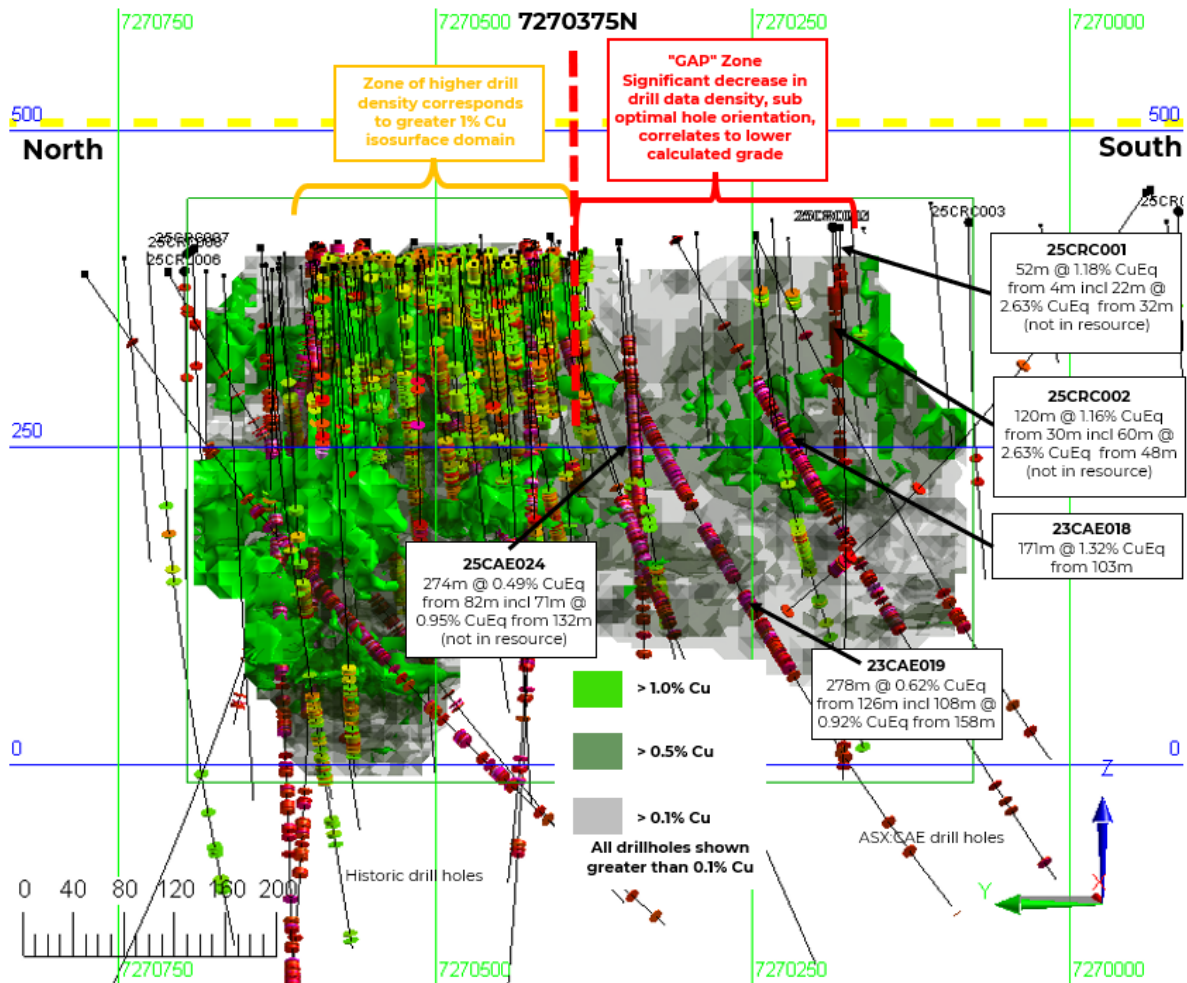 7270750
7270500
7270375N
7270250
7270000
Zone of higher drill
density corresponds
to greater 1% Cu
isosurface domain
"GAP" Zone
Significant decrease in
drill data density, sub
optimal hole orientation,
correlates to lower
calculated grade
500
500
North
South
25CRC007
25CRC006
25CRC003
25CRC001
52m @ 1.18% CuEq
from 4m incl 22m @
2.63% CuEq from 32m
(not in resource)
25CRC002
120m @ 1.16% CuEq
from 30m incl 60m @
2.63% CuEq from 48m
(not in resource)
250
23CAE018
171m @ 1.32% CuEq
from 103m
25CAE024
274m @ 0.49% CuEq
from 82m incl 71m @
0.95% CuEq from 132m
(not in resource)
23CAE019
278m @ 0.62% CuEq
from 126m incl 108m @
0.92% CuEq from 158m
> 1.0% Cu
> 0.5% Cu
> 0.1% Cu
All drillholes shown
greater than 0.1% Cu
0
0
Z
Y
X
ASX:CAE drill holes
Historic drill holes
0 40 80 120 160 200
7270750
7270500
7270250
7270000